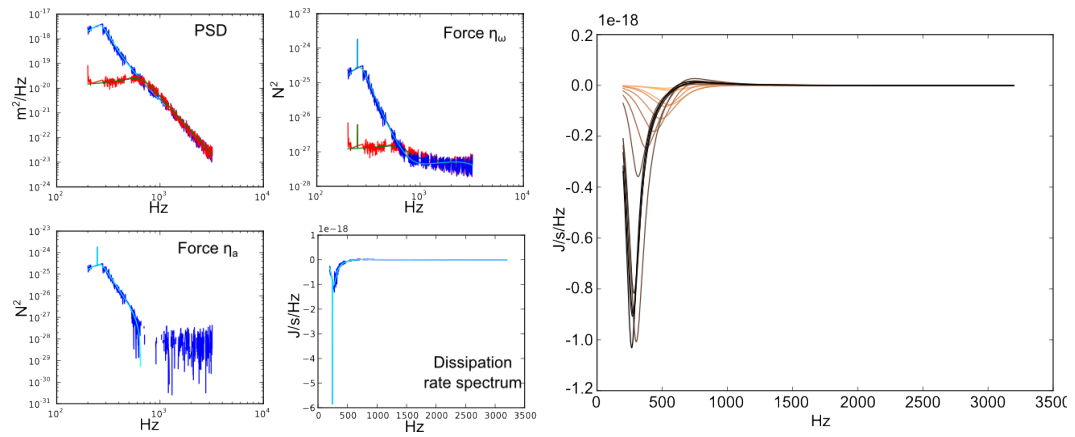 10⁻¹⁷
10⁻¹⁸
10⁻¹⁹
10⁻²⁰
10⁻²¹
10⁻²²
10⁻²³
10⁻²⁴
m²/Hz
PSD
10² 10³ 10⁴
Hz
10⁻²³
10⁻²⁴
10⁻²⁵
10⁻²⁶
10⁻²⁷
10⁻²⁸
N²
Force η_ω
10² 10³ 10⁴
Hz
10⁻²³
10⁻²⁴
10⁻²⁵
10⁻²⁶
10⁻²⁷
10⁻²⁸
10⁻²⁹
10⁻³⁰
10⁻³¹
N²
Force ηₐ
10² 10³ 10⁴
Hz
1e−18
1
0
−1
−2
−3
−4
−5
−6
J/s/Hz
Dissipation
rate spectrum
0 500 1000 1500 2000 2500 3000 3500
Hz
1e-18
0.2
0.0
-0.2
-0.4
-0.6
-0.8
-1.0
-1.2
J/s/Hz
0 500 1000 1500 2000 2500 3000 3500
Hz